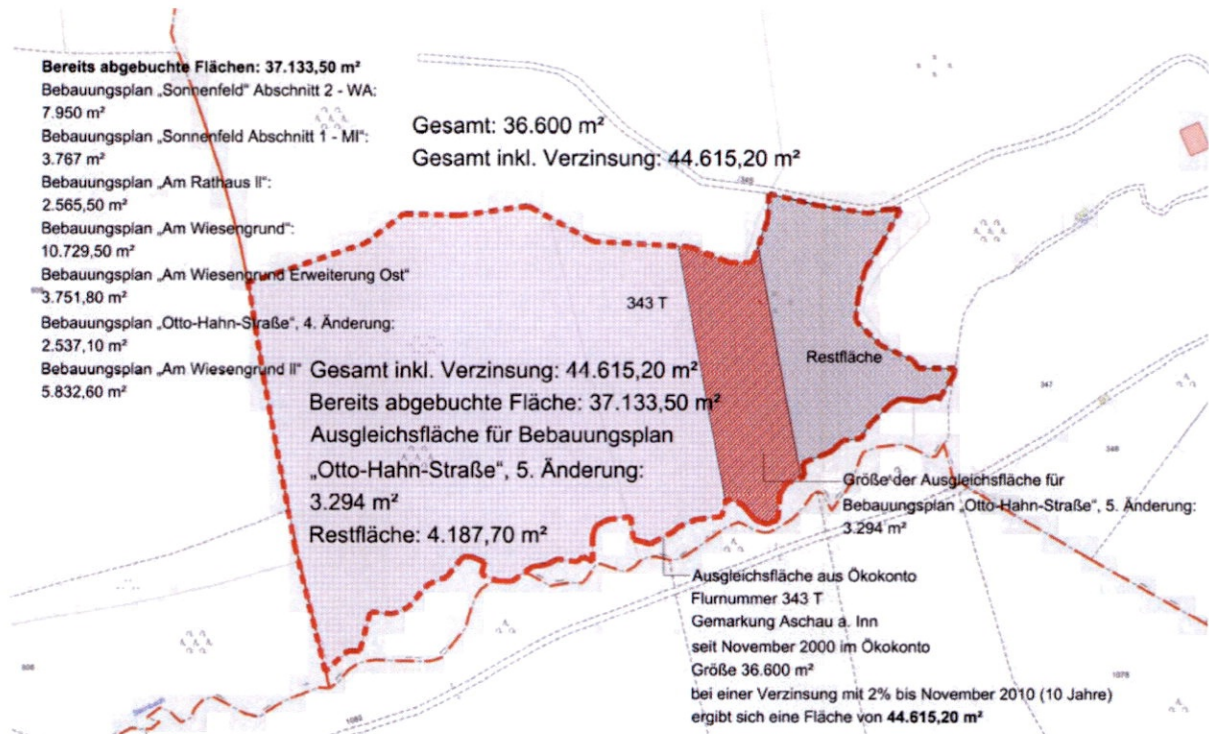 Bereits abgebuchte Flächen: 37.133,50 m²
Bebauungsplan „Sonnenfeld" Abschnitt 2 - WA:
7.950 m²
Bebauungsplan „Sonnenfeld Abschnitt 1 - MI":
3.767 m²
Bebauungsplan „Am Rathaus II":
2.565,50 m²
Bebauungsplan „Am Wiesengrund":
10.729,50 m²
Bebauungsplan „Am Wiesengrund Erweiterung Ost"
3.751,80 m²
Bebauungsplan „Otto-Hahn-Straße", 4. Änderung:
2.537,10 m²
Bebauungsplan „Am Wiesengrund II"
5.832,60 m²
Gesamt: 36.600 m²
Gesamt inkl. Verzinsung: 44.615,20 m²
343 T
Restfläche
347
348
Gesamt inkl. Verzinsung: 44.615,20 m²
Bereits abgebuchte Fläche: 37.133,50 m²
Ausgleichsfläche für Bebauungsplan
„Otto-Hahn-Straße", 5. Änderung:
3.294 m²
Restfläche: 4.187,70 m²
Größe der Ausgleichsfläche für
Bebauungsplan „Otto-Hahn-Straße", 5. Änderung:
3.294 m²
Ausgleichsfläche aus Ökokonto
Flurnummer 343 T
Gemarkung Aschau a. Inn
seit November 2000 im Ökokonto
Größe 36.600 m²
bei einer Verzinsung mit 2% bis November 2010 (10 Jahre)
ergibt sich eine Fläche von 44.615,20 m²